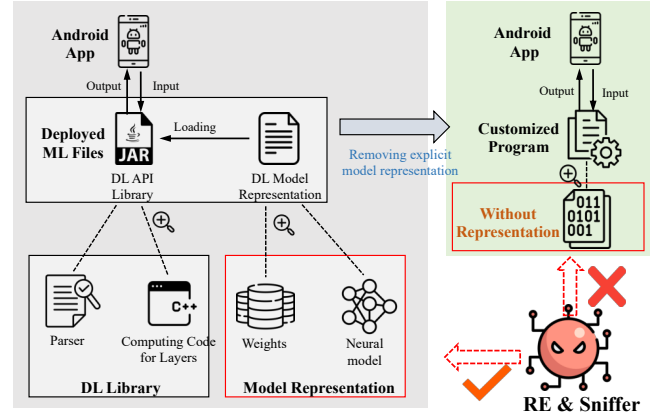 Android
App
Output
Input
Deployed
ML Files
JAR
Loading
DL API
Library
DL Model
Representation
C++
Parser
Computing Code
for Layers
DL Library
Weights
Neural
model
Model Representation
Removing explicit
model representation
Android
App
Output
Input
Customized
Program
Without
Representation
011
0101
001
RE & Sniffer